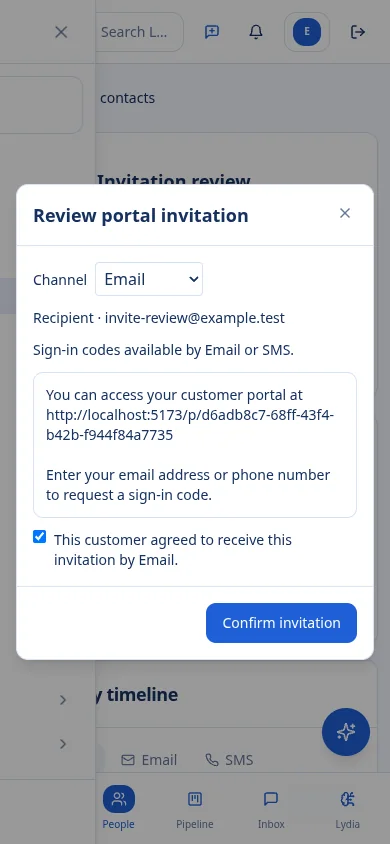 Search L...
E
contacts
Invitation review
Review portal invitation
Channel Email
Recipient · invite-review@example.test
Sign-in codes available by Email or SMS.
You can access your customer portal at
http://localhost:5173/p/d6adb8c7-68ff-43f4-
b42b-f944f84a7735
Enter your email address or phone number
to request a sign-in code.
This customer agreed to receive this
invitation by Email.
Confirm invitation
y timeline
Email SMS
People Pipeline Inbox Lydia